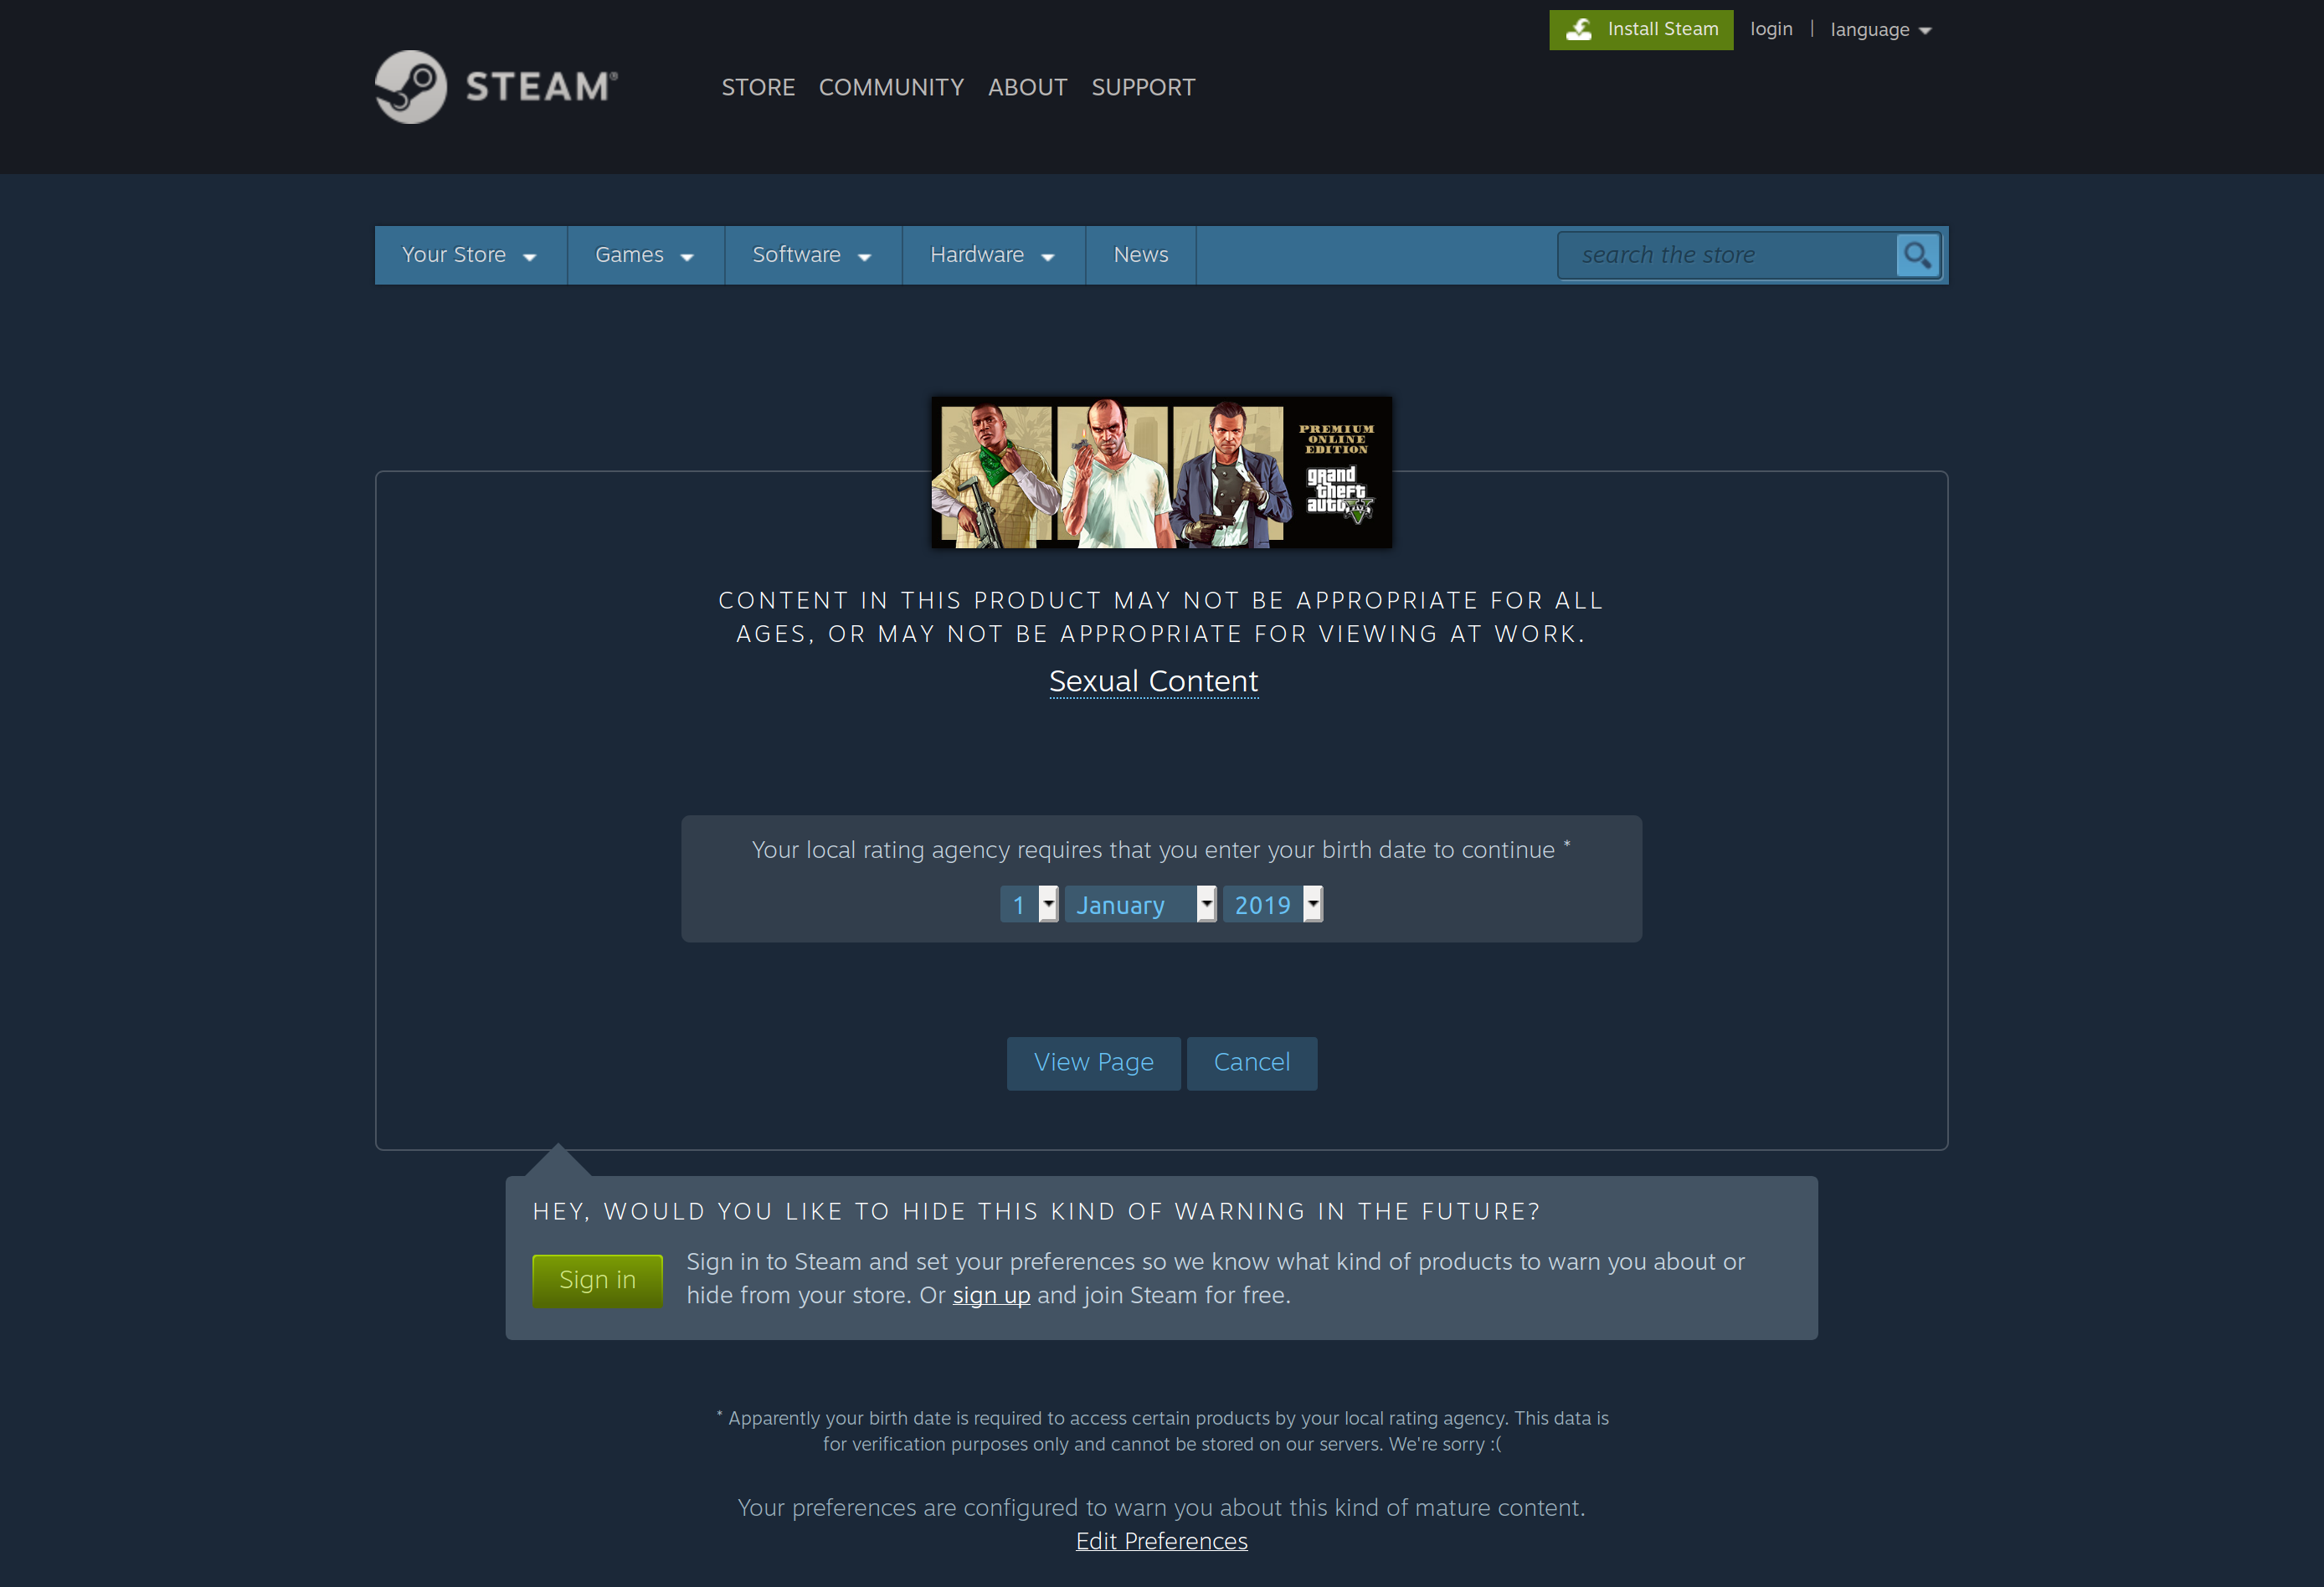 Install Steam login | language
STEAM®
STORE COMMUNITY ABOUT SUPPORT
Your Store Games Software Hardware News search the store
PREMIUM
ONLINE
EDITION
grand
theft
auto V
CONTENT IN THIS PRODUCT MAY NOT BE APPROPRIATE FOR ALL
AGES, OR MAY NOT BE APPROPRIATE FOR VIEWING AT WORK.
Sexual Content
Your local rating agency requires that you enter your birth date to continue *
1 January 2019
View Page Cancel
HEY, WOULD YOU LIKE TO HIDE THIS KIND OF WARNING IN THE FUTURE?
Sign in
Sign in to Steam and set your preferences so we know what kind of products to warn you about or
hide from your store. Or sign up and join Steam for free.
* Apparently your birth date is required to access certain products by your local rating agency. This data is
for verification purposes only and cannot be stored on our servers. We're sorry :(
Your preferences are configured to warn you about this kind of mature content.
Edit Preferences